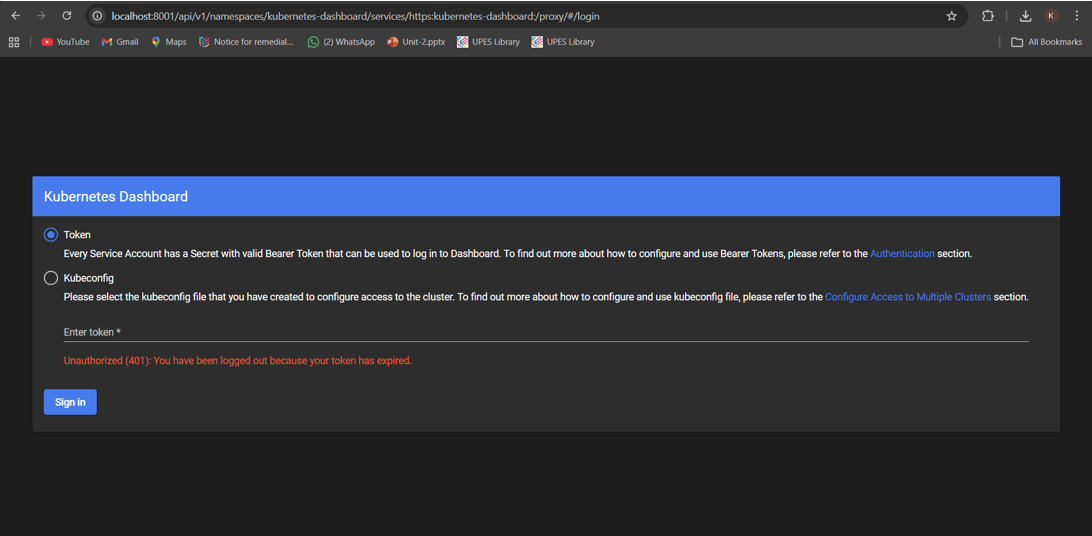 localhost:8001/api/v1/namespaces/kubernetes-dashboard/services/https:kubernetes-dashboard:/proxy/#/login
K
YouTube Gmail Maps Notice for remedial... (2) WhatsApp Unit-2.pptx UPES Library UPES Library All Bookmarks
Kubernetes Dashboard
Token
Every Service Account has a Secret with valid Bearer Token that can be used to log in to Dashboard. To find out more about how to configure and use Bearer Tokens, please refer to the Authentication section.
Kubeconfig
Please select the kubeconfig file that you have created to configure access to the cluster. To find out more about how to configure and use kubeconfig file, please refer to the Configure Access to Multiple Clusters section.
Enter token *
Unauthorized (401): You have been logged out because your token has expired.
Sign in